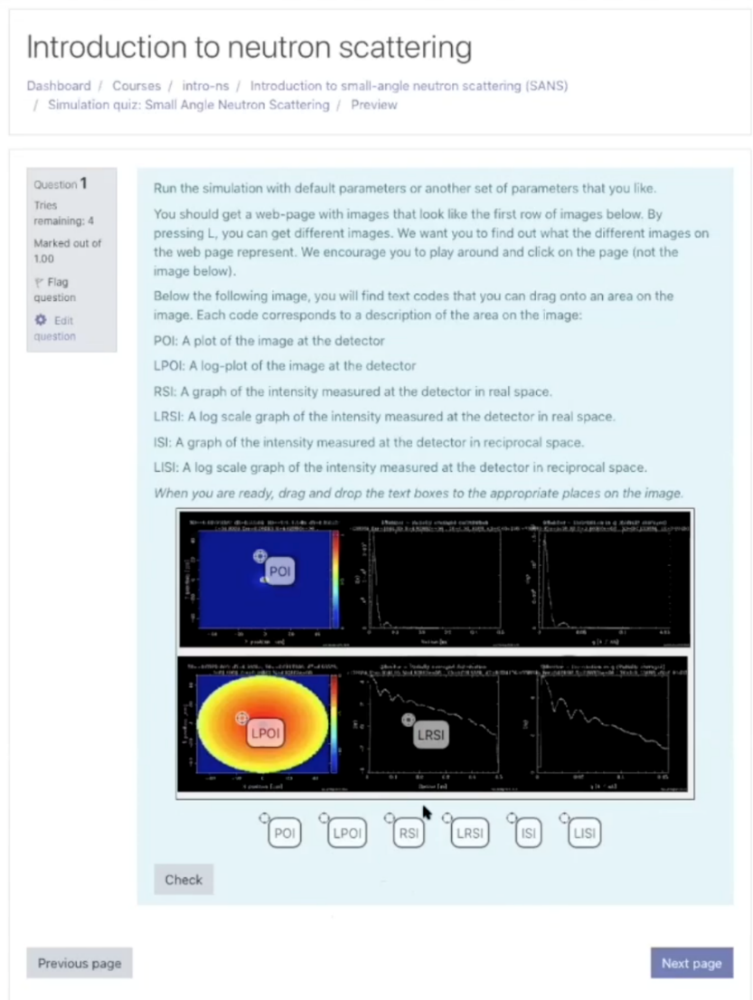 Introduction to neutron scattering
Dashboard / Courses / intro-ns / Introduction to small-angle neutron scattering (SANS)
/ Simulation quiz: Small Angle Neutron Scattering / Preview
Question 1
Tries
remaining: 4
Marked out of
1.00
Flag
question
Edit
question
Run the simulation with default parameters or another set of parameters that you like.
You should get a web-page with images that look like the first row of images below. By
pressing L, you can get different images. We want you to find out what the different images on
the web page represent. We encourage you to play around and click on the page (not the
image below).
Below the following image, you will find text codes that you can drag onto an area on the
image. Each code corresponds to a description of the area on the image:
POI: A plot of the image at the detector
LPOI: A log-plot of the image at the detector
RSI: A graph of the intensity measured at the detector in real space.
LRSI: A log scale graph of the intensity measured at the detector in real space.
ISI: A graph of the intensity measured at the detector in reciprocal space.
LISI: A log scale graph of the intensity measured at the detector in reciprocal space.
When you are ready, drag and drop the text boxes to the appropriate places on the image.
POI
LPOI
LRSI
POI LPOI RSI LRSI ISI LISI
Check
Previous page
Next page